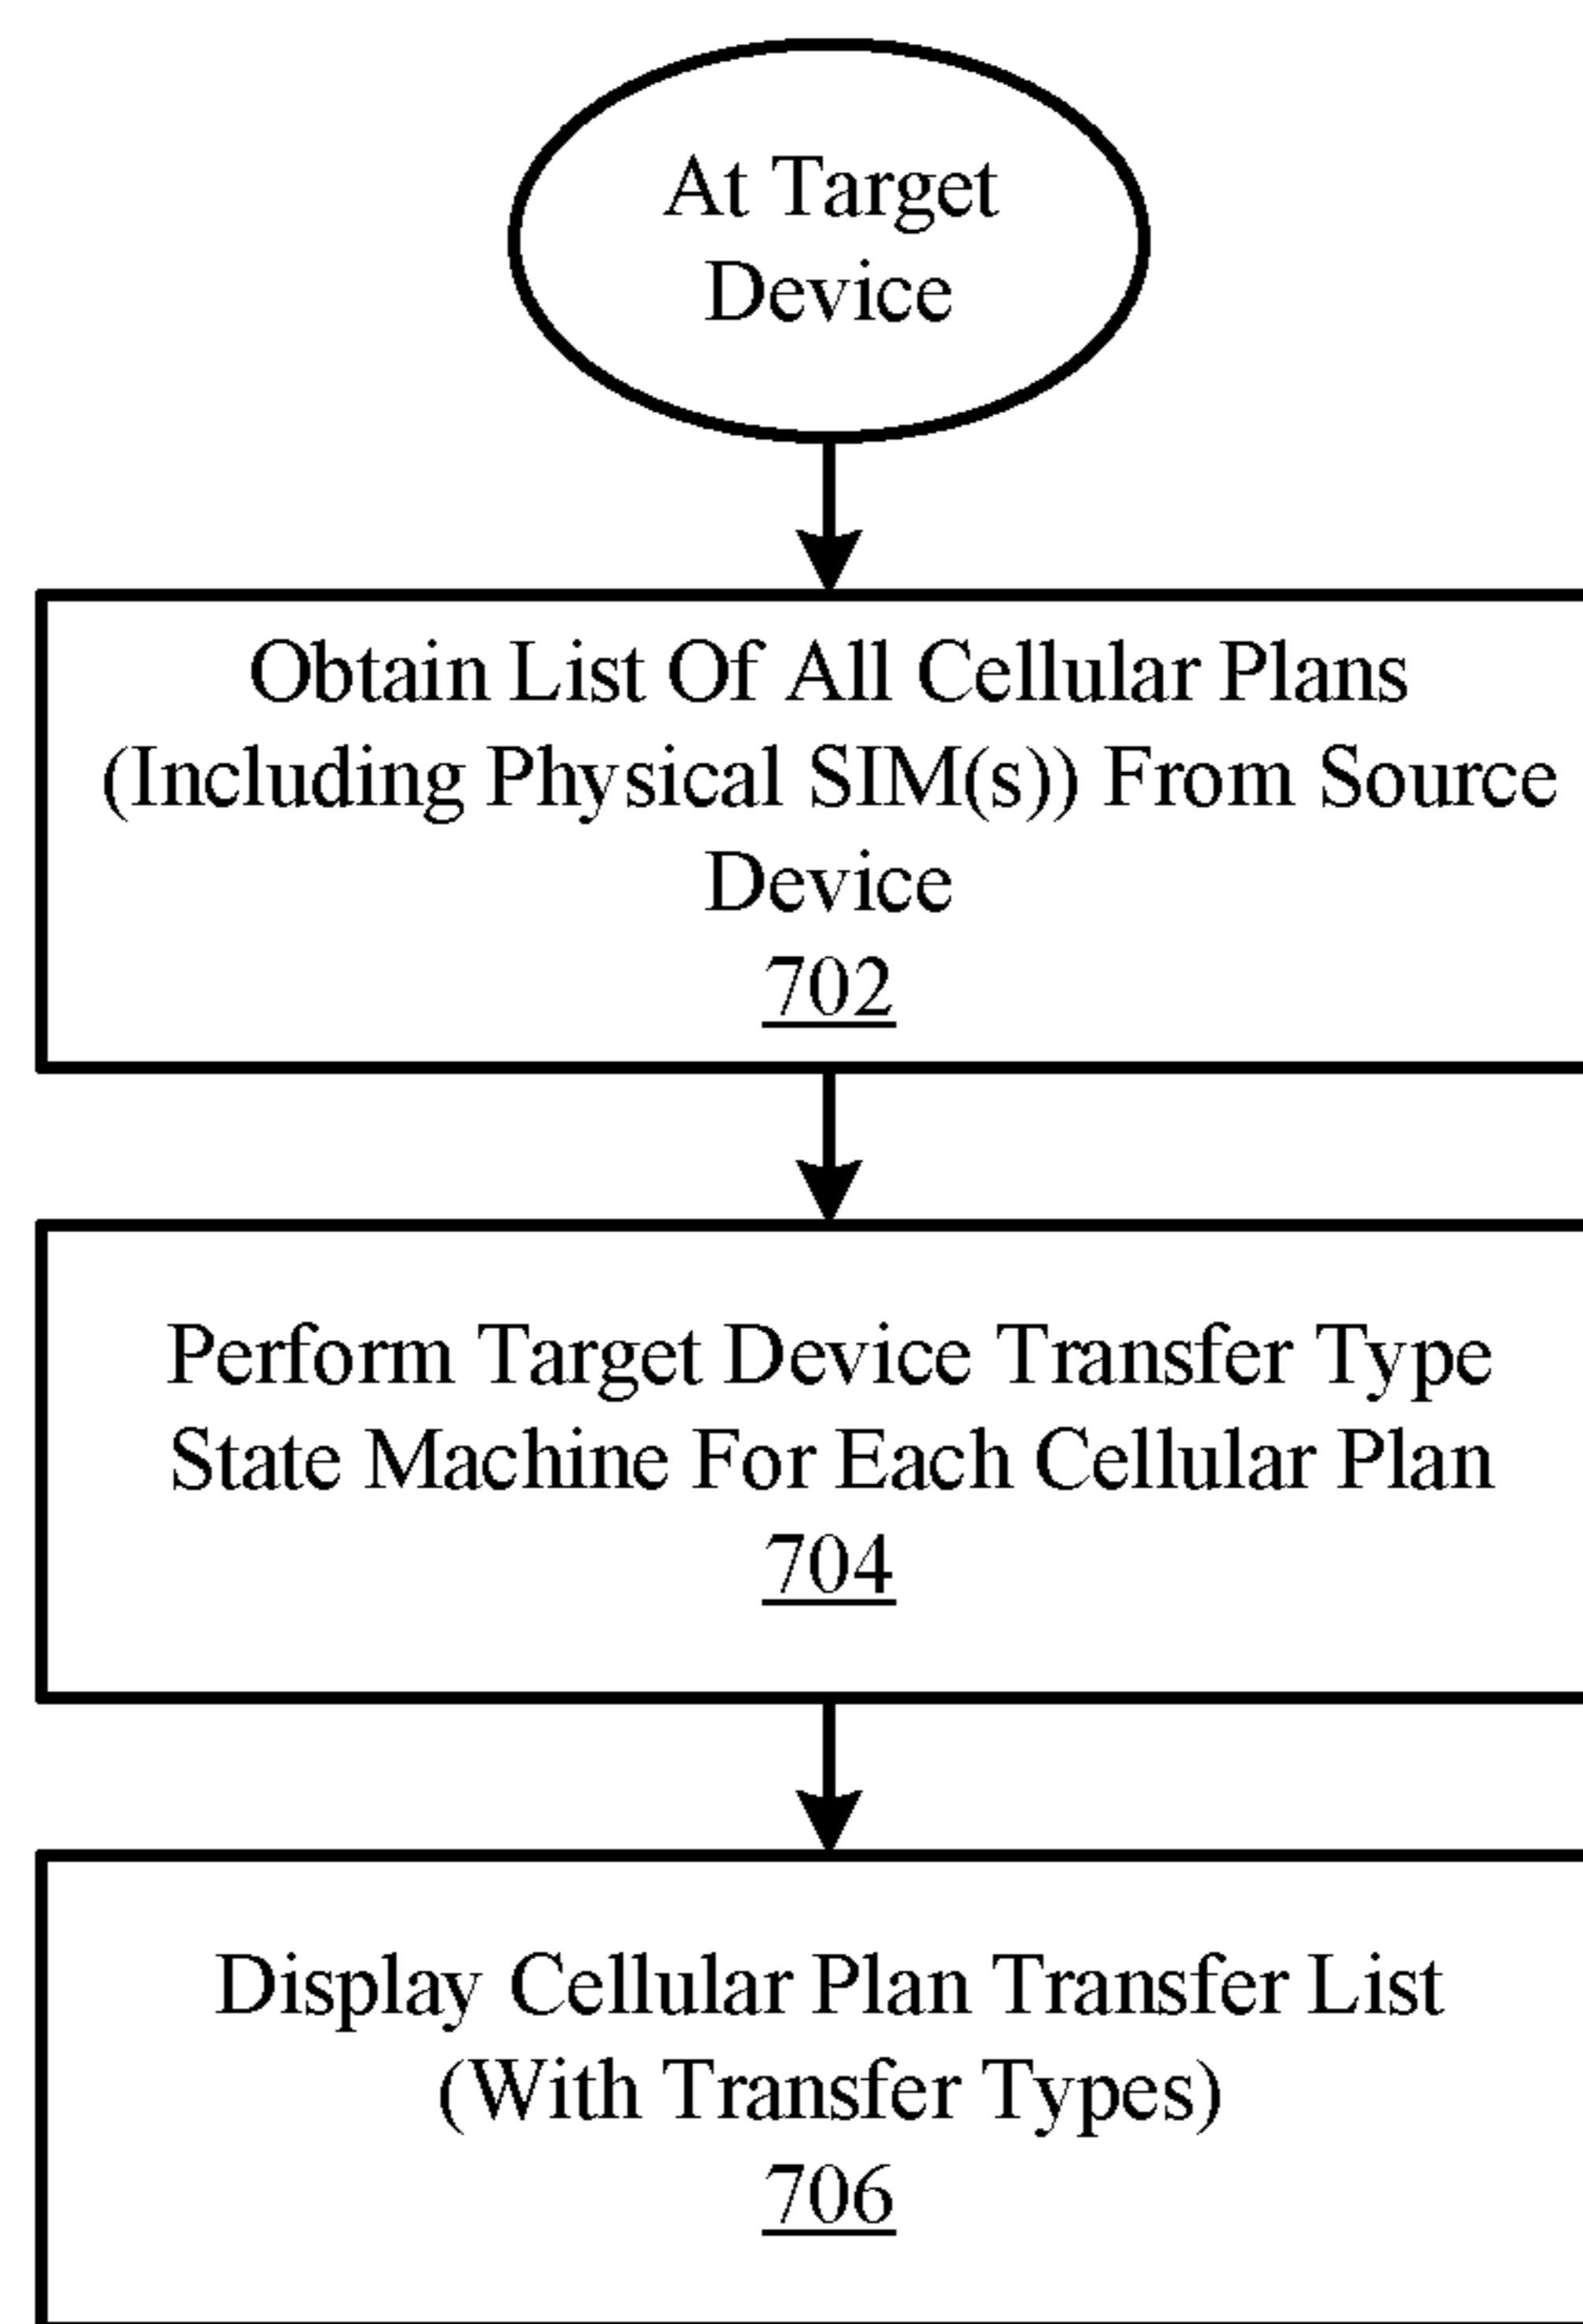 At Target
Device
Obtain List Of All Cellular Plans
(Including Physical SIM(s)) From Source
Device
702
Perform Target Device Transfer Type
State Machine For Each Cellular Plan
704
Display Cellular Plan Transfer List
(With Transfer Types)
706